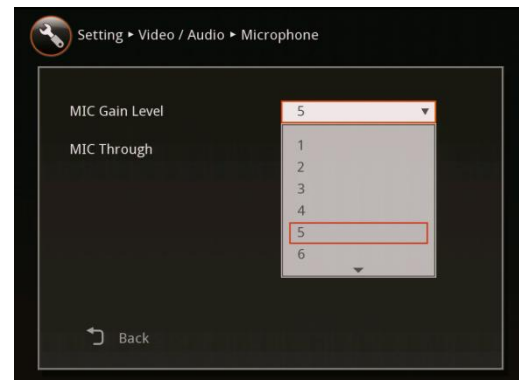 Setting ▸ Video / Audio ▸ Microphone
MIC Gain Level 5 ▼
MIC Through
1
2
3
4
5
6
Back